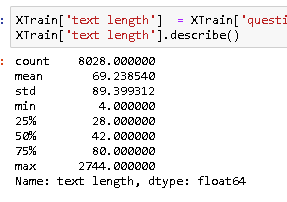 XTrain['text length'] = XTrain['questi
XTrain['text length'].describe()
count 8028.000000
mean 69.238540
std 89.399312
min 4.000000
25% 28.000000
50% 42.000000
75% 80.000000
max 2744.000000
Name: text length, dtype: float64